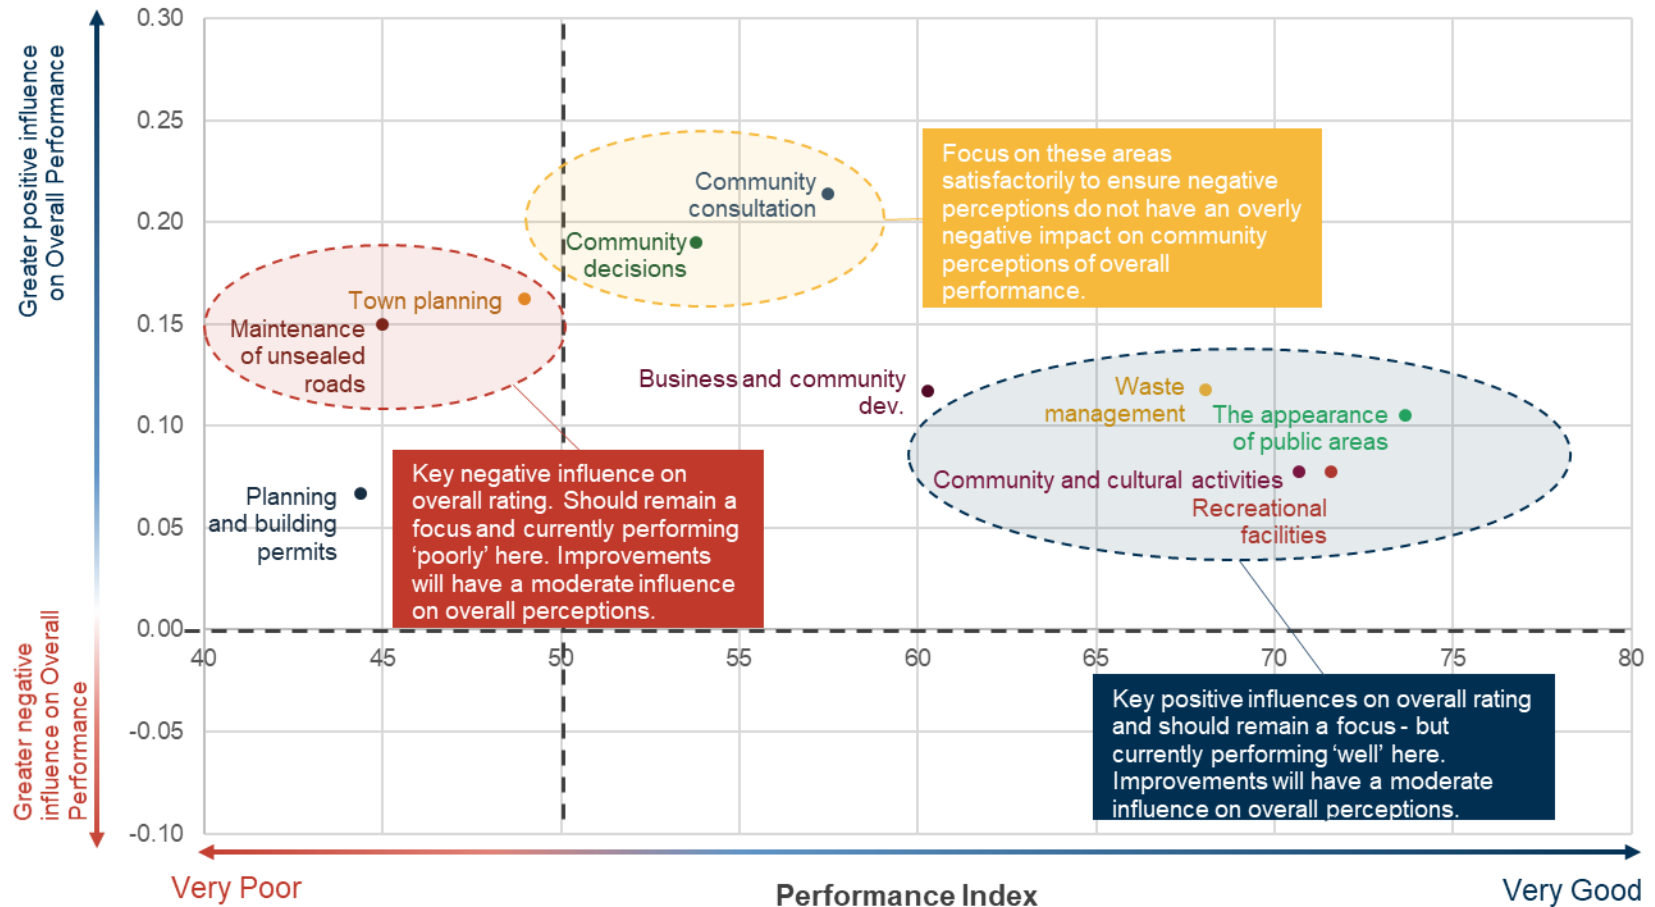 Greater positive influence
on Overall Performance
Greater negative
influence on Overall
Performance
0.30
0.25
0.20
0.15
0.10
0.05
0.00
-0.05
-0.10
40
45
50
55
60
65
70
75
80
Community
consultation
Community
decisions
Focus on these areas
satisfactorily to ensure negative
perceptions do not have an overly
negative impact on community
perceptions of overall
performance.
Town planning
Maintenance
of unsealed
roads
Business and community
dev.
Waste
management
The appearance
of public areas
Community and cultural activities
Recreational
facilities
Planning
and building
permits
Key negative influence on
overall rating. Should remain a
focus and currently performing
‘poorly’ here. Improvements
will have a moderate influence
on overall perceptions.
Key positive influences on overall rating
and should remain a focus - but
currently performing ‘well’ here.
Improvements will have a moderate
influence on overall perceptions.
Very Poor
Performance Index
Very Good